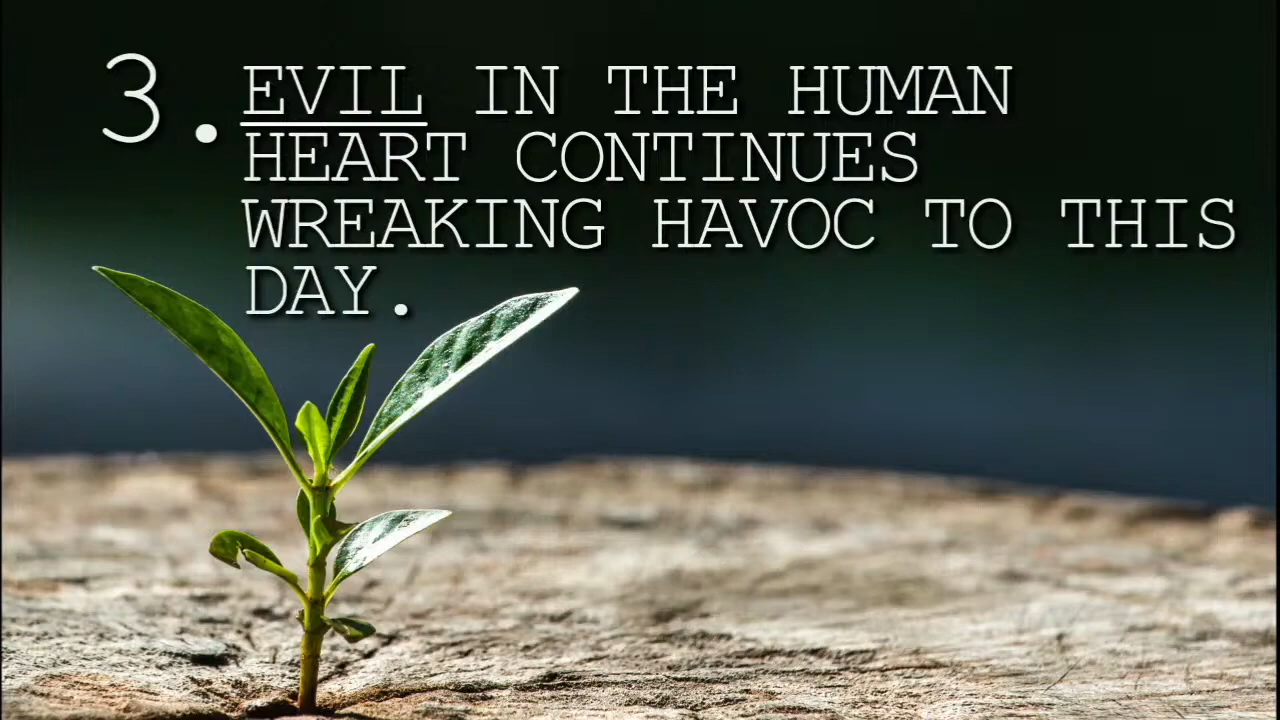 3. EVIL IN THE HUMAN
HEART CONTINUES
WREAKING HAVOC TO THIS
DAY.